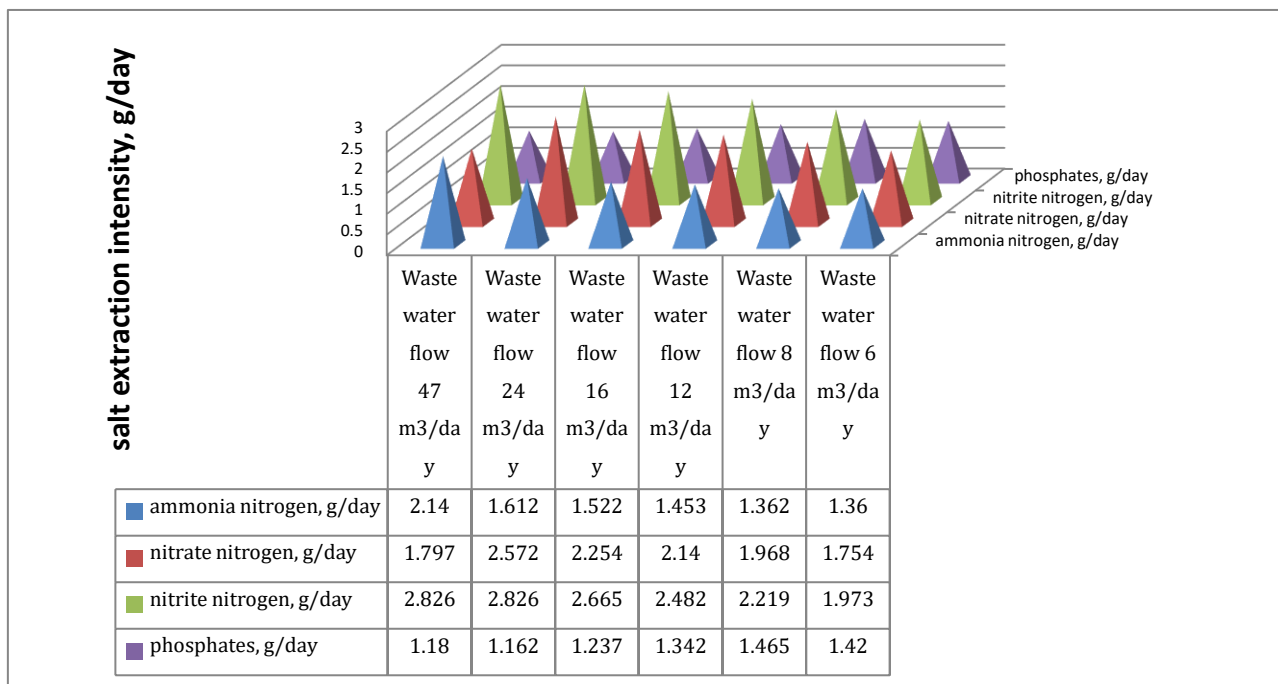 salt extraction intensity, g/day
3
2.5
2
1.5
1
0.5
0
phosphates, g/day
nitrite nitrogen, g/day
nitrate nitrogen, g/day
ammonia nitrogen, g/day
Waste Waste Waste Waste Waste Waste
water water water water water water
flow flow flow flow flow 8 flow 6
47 24 16 12 m3/da m3/da
m3/da m3/da m3/da m3/da y y
y y y y
ammonia nitrogen, g/day 2.14 1.612 1.522 1.453 1.362 1.36
nitrate nitrogen, g/day 1.797 2.572 2.254 2.14 1.968 1.754
nitrite nitrogen, g/day 2.826 2.826 2.665 2.482 2.219 1.973
phosphates, g/day 1.18 1.162 1.237 1.342 1.465 1.42